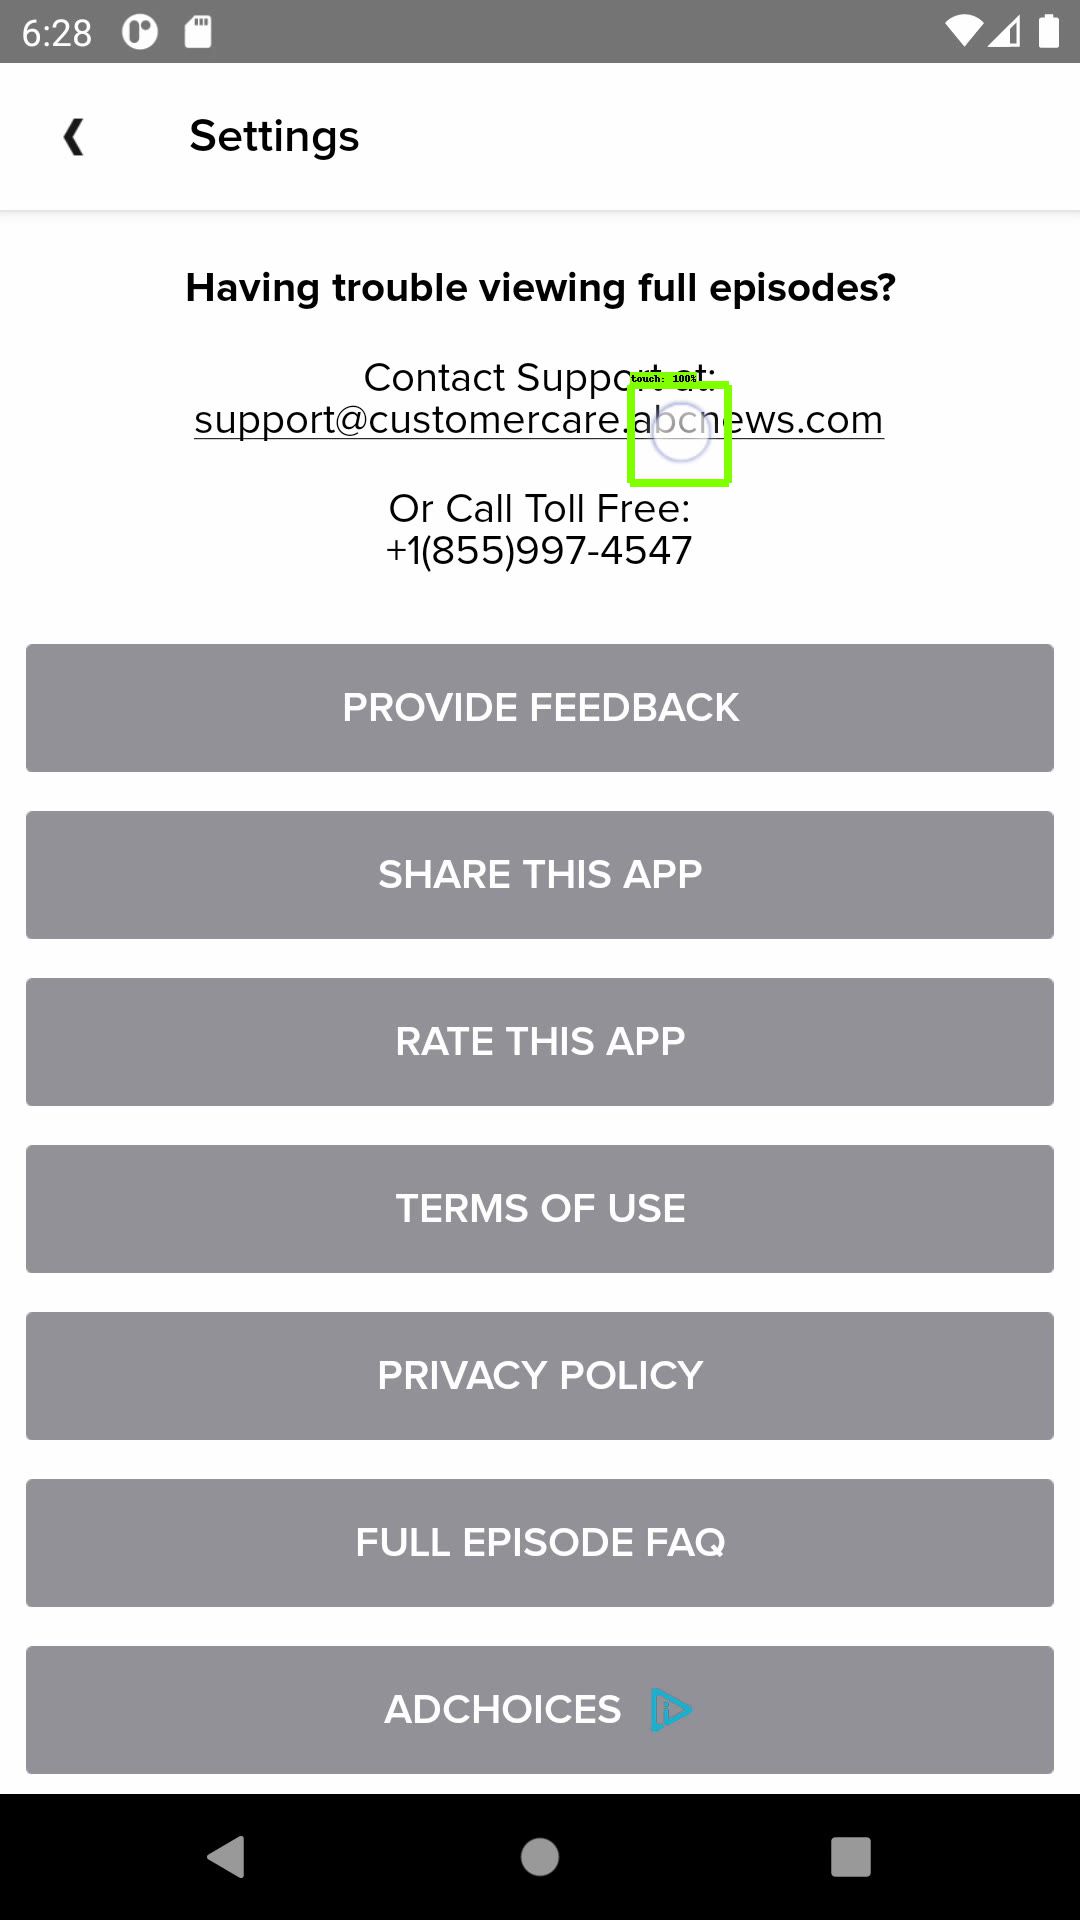 6:28
Settings
Having trouble viewing full episodes?
Contact Support at:
touch: 100%
support@customercare.abcnews.com
Or Call Toll Free:
+1(855)997-4547
PROVIDE FEEDBACK
SHARE THIS APP
RATE THIS APP
TERMS OF USE
PRIVACY POLICY
FULL EPISODE FAQ
ADCHOICES